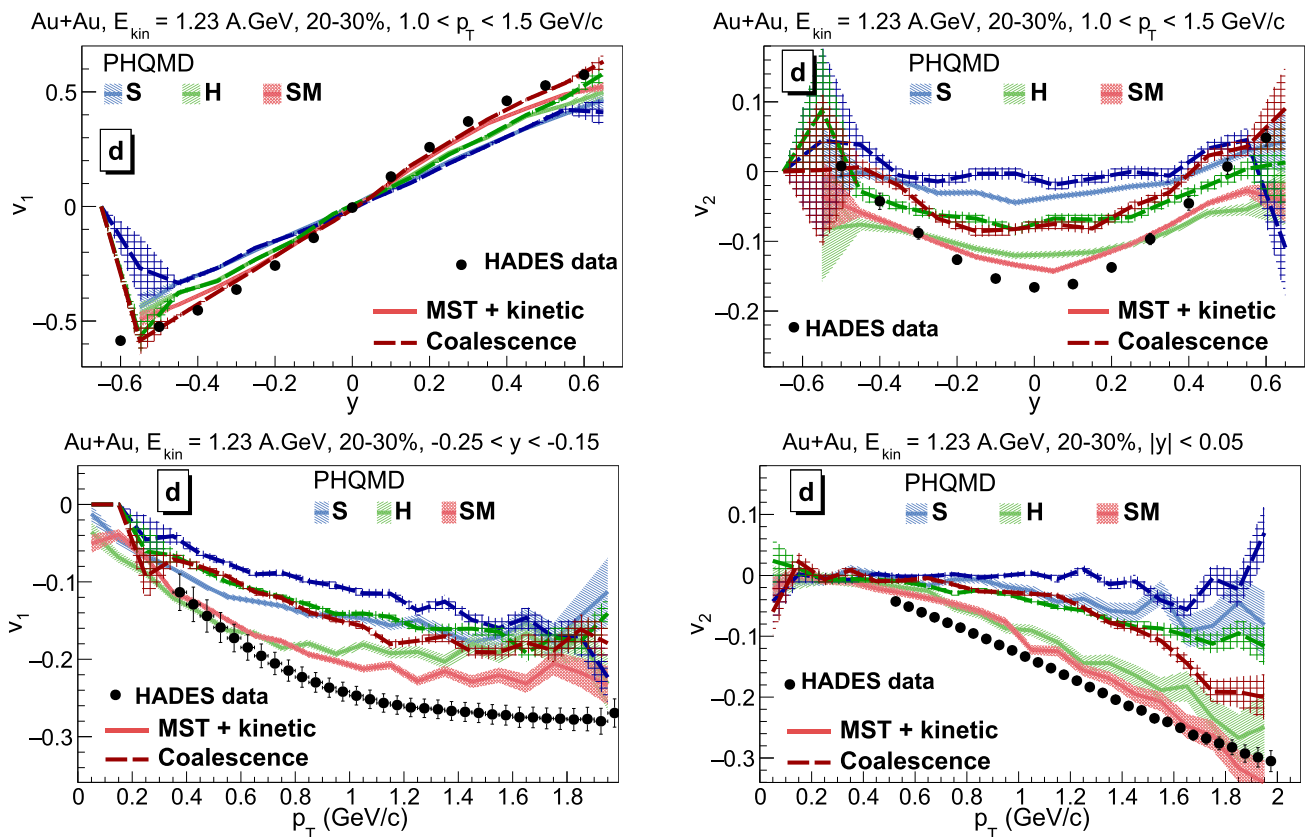 Au+Au, E_kin = 1.23 A.GeV, 20-30%, 1.0 < p_T < 1.5 GeV/c
PHQMD
S H SM
d
v_1
0.5
0
−0.5
HADES data
MST + kinetic
Coalescence
−0.6 −0.4 −0.2 0 0.2 0.4 0.6
y
Au+Au, E_kin = 1.23 A.GeV, 20-30%, 1.0 < p_T < 1.5 GeV/c
d
PHQMD
S H SM
v_2
0.1
0
−0.1
−0.2
HADES data
MST + kinetic
Coalescence
−0.6 −0.4 −0.2 0 0.2 0.4 0.6
y
Au+Au, E_kin = 1.23 A.GeV, 20-30%, -0.25 < y < -0.15
d
PHQMD
S H SM
v_1
0
−0.1
−0.2
−0.3
HADES data
MST + kinetic
Coalescence
0 0.2 0.4 0.6 0.8 1 1.2 1.4 1.6 1.8
p_T (GeV/c)
Au+Au, E_kin = 1.23 A.GeV, 20-30%, |y| < 0.05
d
PHQMD
S H SM
v_2
0.1
0
−0.1
−0.2
−0.3
HADES data
MST + kinetic
Coalescence
0 0.2 0.4 0.6 0.8 1 1.2 1.4 1.6 1.8 2
p_T (GeV/c)